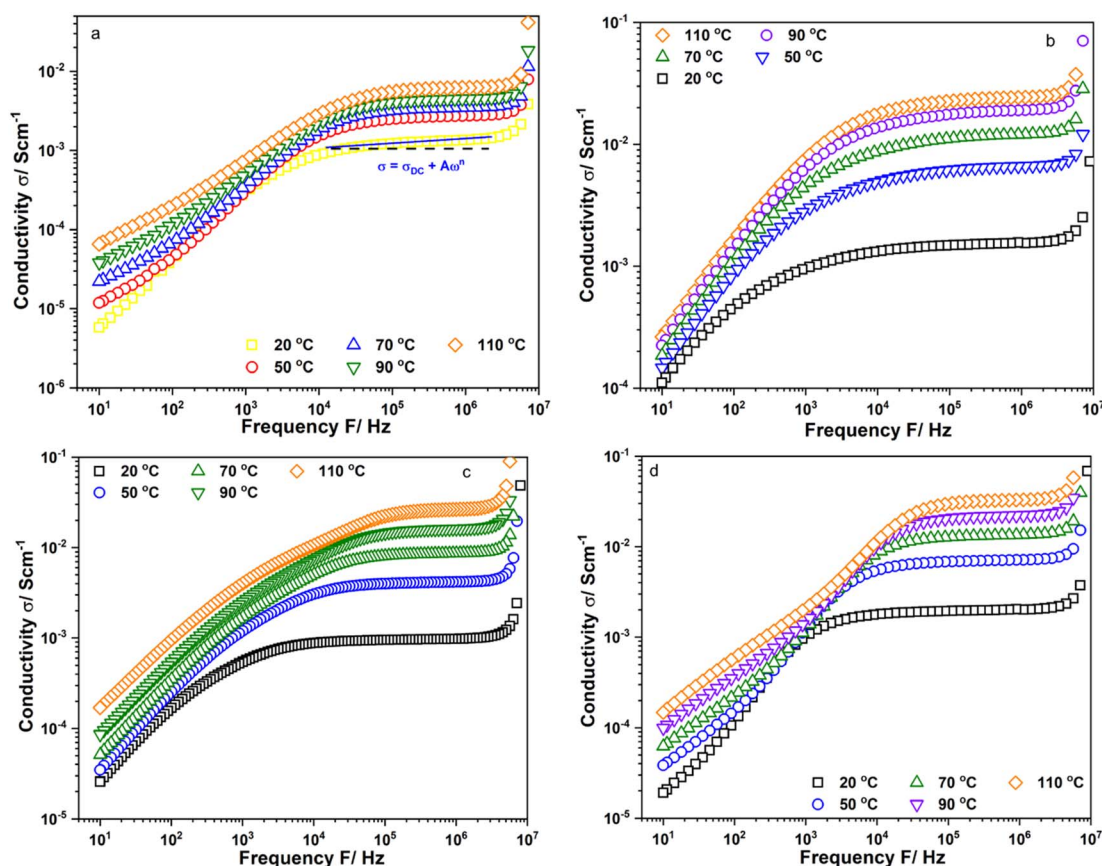 a
Conductivity σ/ Scm⁻¹
10⁻²
10⁻³
10⁻⁴
10⁻⁵
10⁻⁶
σ = σ_DC + Aωⁿ
20 °C 70 °C 110 °C
50 °C 90 °C
10¹ 10² 10³ 10⁴ 10⁵ 10⁶ 10⁷
Frequency F/ Hz
b
110 °C 90 °C
70 °C 50 °C
20 °C
Conductivity σ/ Scm⁻¹
10⁻¹
10⁻²
10⁻³
10⁻⁴
10¹ 10² 10³ 10⁴ 10⁵ 10⁶ 10⁷
Frequency F/ Hz
c
20 °C 70 °C 110 °C
50 °C 90 °C
Conductivity σ/ Scm⁻¹
10⁻¹
10⁻²
10⁻³
10⁻⁴
10⁻⁵
10¹ 10² 10³ 10⁴ 10⁵ 10⁶ 10⁷
Frequency F/ Hz
d
Conductivity σ/ Scm⁻¹
10⁻¹
10⁻²
10⁻³
10⁻⁴
10⁻⁵
20 °C 70 °C 110 °C
50 °C 90 °C
10¹ 10² 10³ 10⁴ 10⁵ 10⁶ 10⁷
Frequency F/ Hz